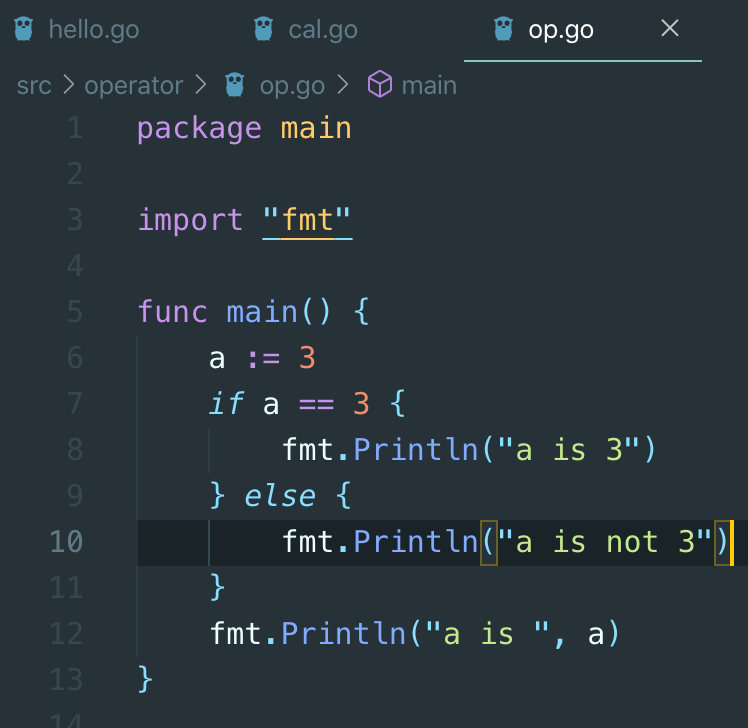 hello.go cal.go op.go
src > operator > op.go > main
1 package main
2
3 import "fmt"
4
5 func main() {
6 a := 3
7 if a == 3 {
8 fmt.Println("a is 3")
9 } else {
10 fmt.Println("a is not 3")
11 }
12 fmt.Println("a is ", a)
13 }
14